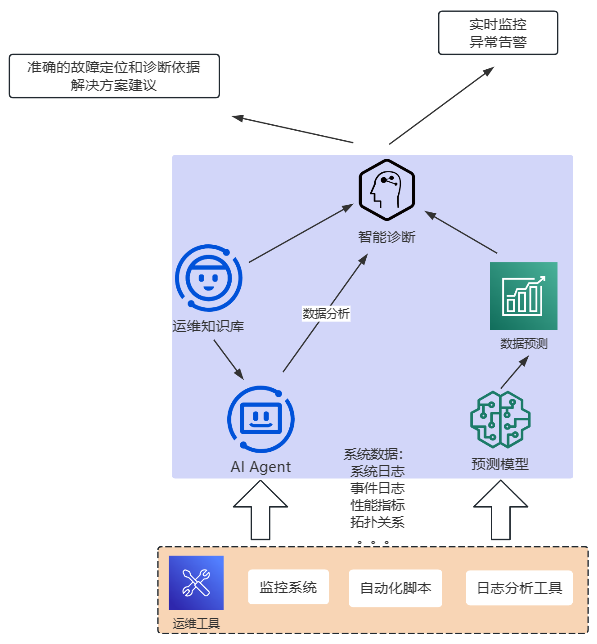 实时监控
异常告警
准确的故障定位和诊断依据
解决方案建议
智能诊断
运维知识库
数据分析
数据预测
AI Agent
预测模型
系统数据:
系统日志
事件日志
性能指标
拓扑关系
。。。
监控系统
自动化脚本
日志分析工具
运维工具